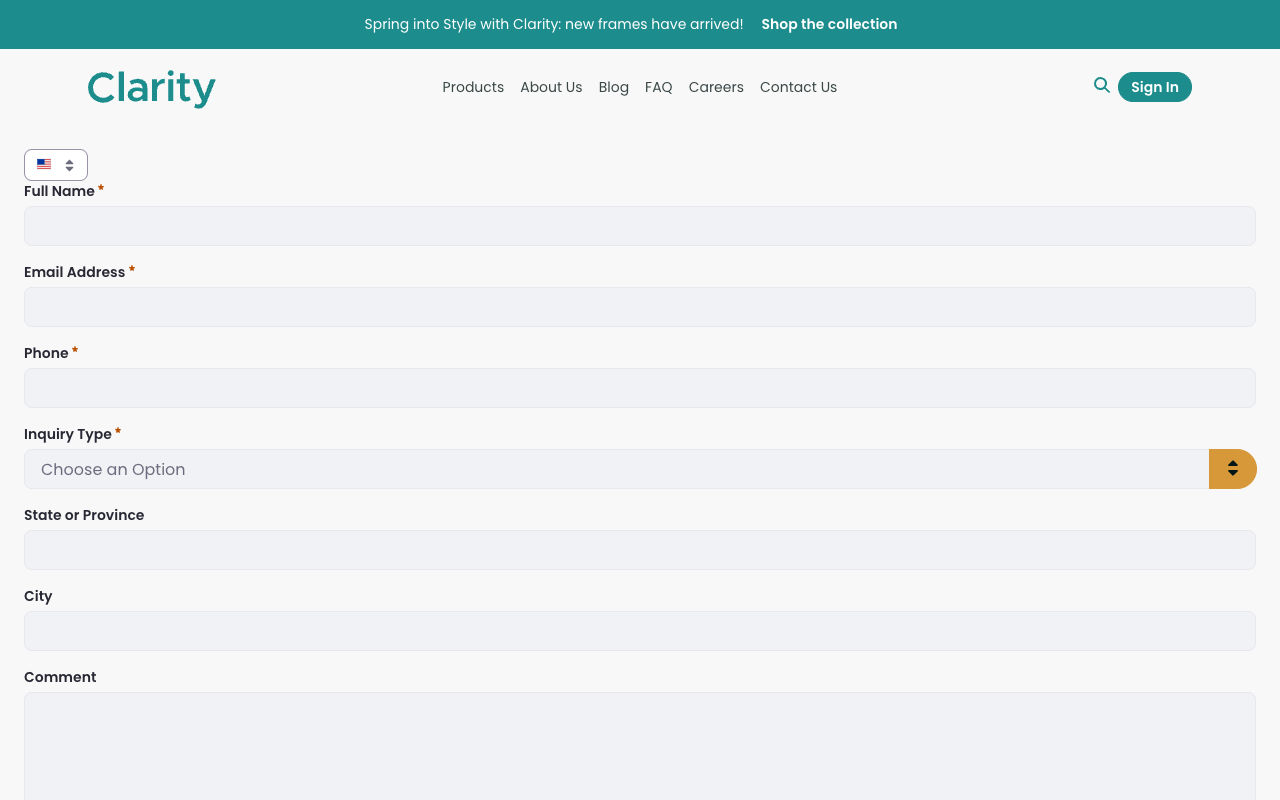 Spring into Style with Clarity: new frames have arrived! Shop the collection
Clarity
Products About Us Blog FAQ Careers Contact Us
Sign In
Full Name *
Email Address *
Phone *
Inquiry Type *
Choose an Option
State or Province
City
Comment